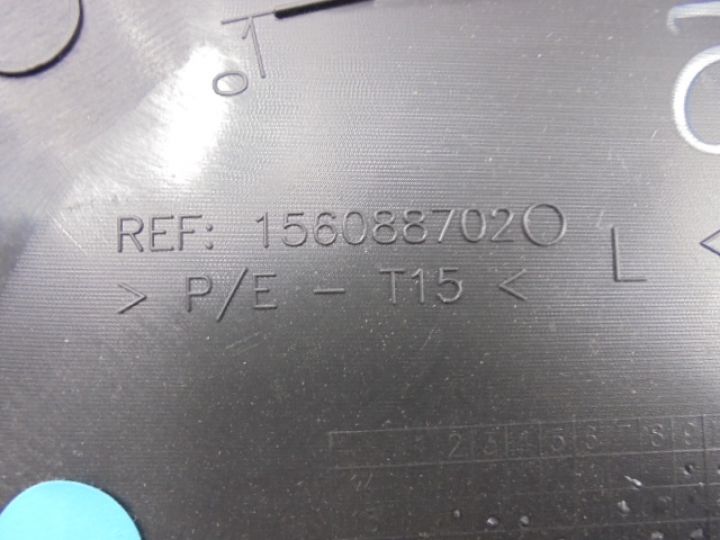 REF: 1560887020
> P/E - T15 <
L <